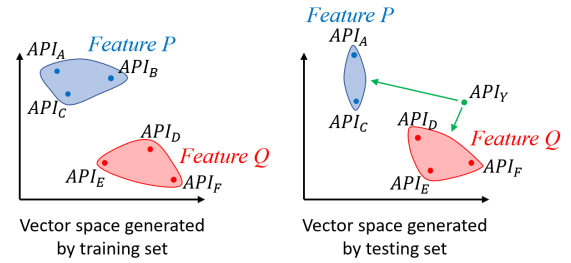 Feature P
API_A
API_B
API_C
API_D
Feature Q
API_E
API_F
Vector space generated
by training set
Feature P
API_A
API_Y
API_C
API_D
Feature Q
API_E
API_F
Vector space generated
by testing set